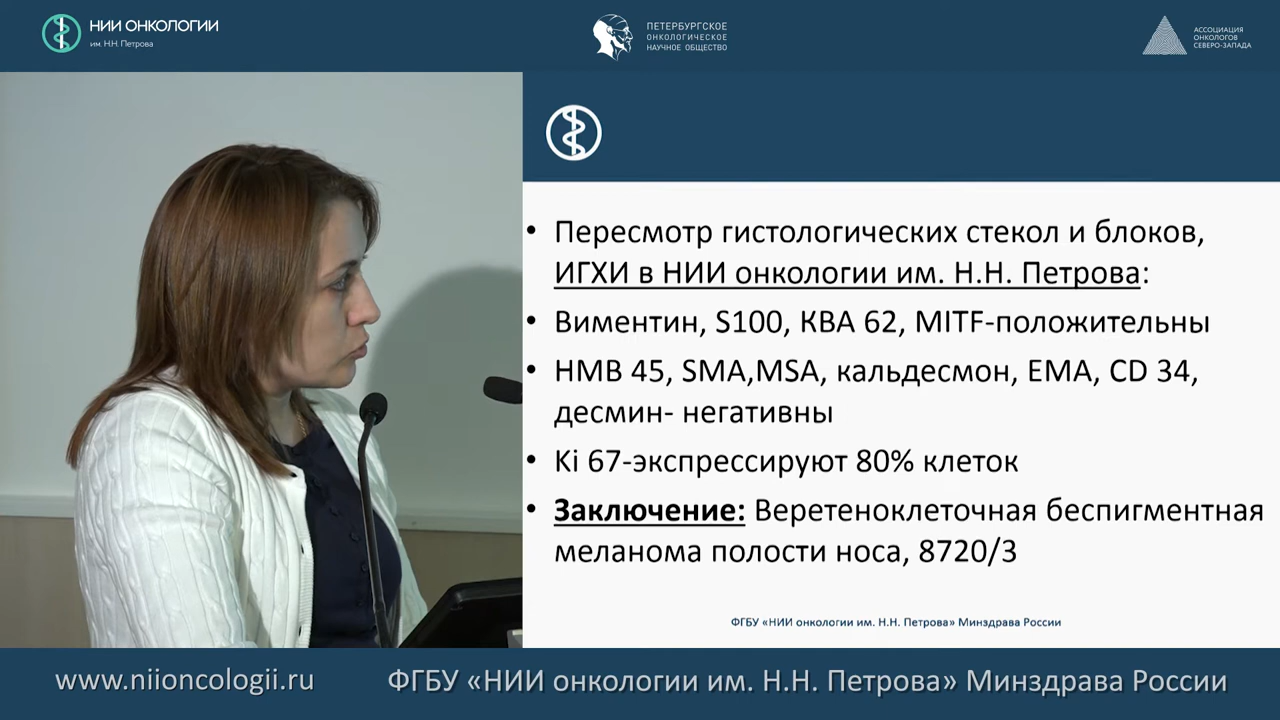 НИИ ОНКОЛОГИИ
им. Н.Н. Петрова
ПЕТЕРБУРГСКОЕ
ОНКОЛОГИЧЕСКОЕ
НАУЧНОЕ ОБЩЕСТВО
АССОЦИАЦИЯ
ОНКОЛОГОВ
СЕВЕРО-ЗАПАДА
• Пересмотр гистологических стекол и блоков,
ИГХИ в НИИ онкологии им. Н.Н. Петрова:
• Виментин, S100, КВА 62, MITF-положительны
• HMB 45, SMA,MSA, кальдесмон, EMA, CD 34,
десмин- негативны
• Ki 67-экспрессируют 80% клеток
• Заключение: Веретеноклеточная беспигментная
меланома полости носа, 8720/3
ФГБУ «НИИ онкологии им. Н.Н. Петрова» Минздрава России
www.niioncologii.ru
ФГБУ «НИИ онкологии им. Н.Н. Петрова» Минздрава России